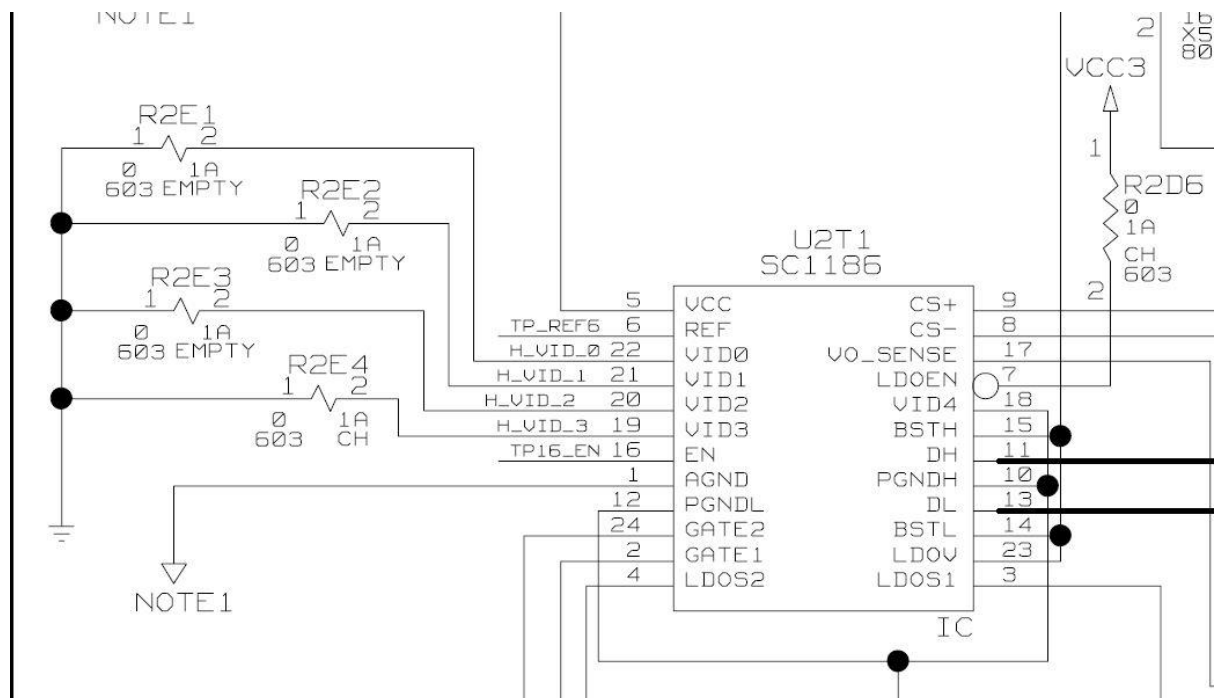 NOTE1
R2E1
1 2
0 1A
603 EMPTY
R2E2
1 2
0 1A
603 EMPTY
R2E3
1 2
0 1A
603 EMPTY
R2E4
1 2
0 1A
603 CH
NOTE1
U2T1
SC1186
5 VCC CS+ 9
TP_REF6 6 REF CS- 8
H_VID_0 22 VID0 VO_SENSE 17
H_VID_1 21 VID1 LDOEN 7
H_VID_2 20 VID2 VID4 18
H_VID_3 19 VID3 BSTH 15
TP16_EN 16 EN DH 11
1 AGND PGNDH 10
12 PGNDL DL 13
24 GATE2 BSTL 14
2 GATE1 LDOV 23
4 LDOS2 LDOS1 3
IC
VCC3
1
R2D6
0
1A
CH
603
2
2
16
X5
80